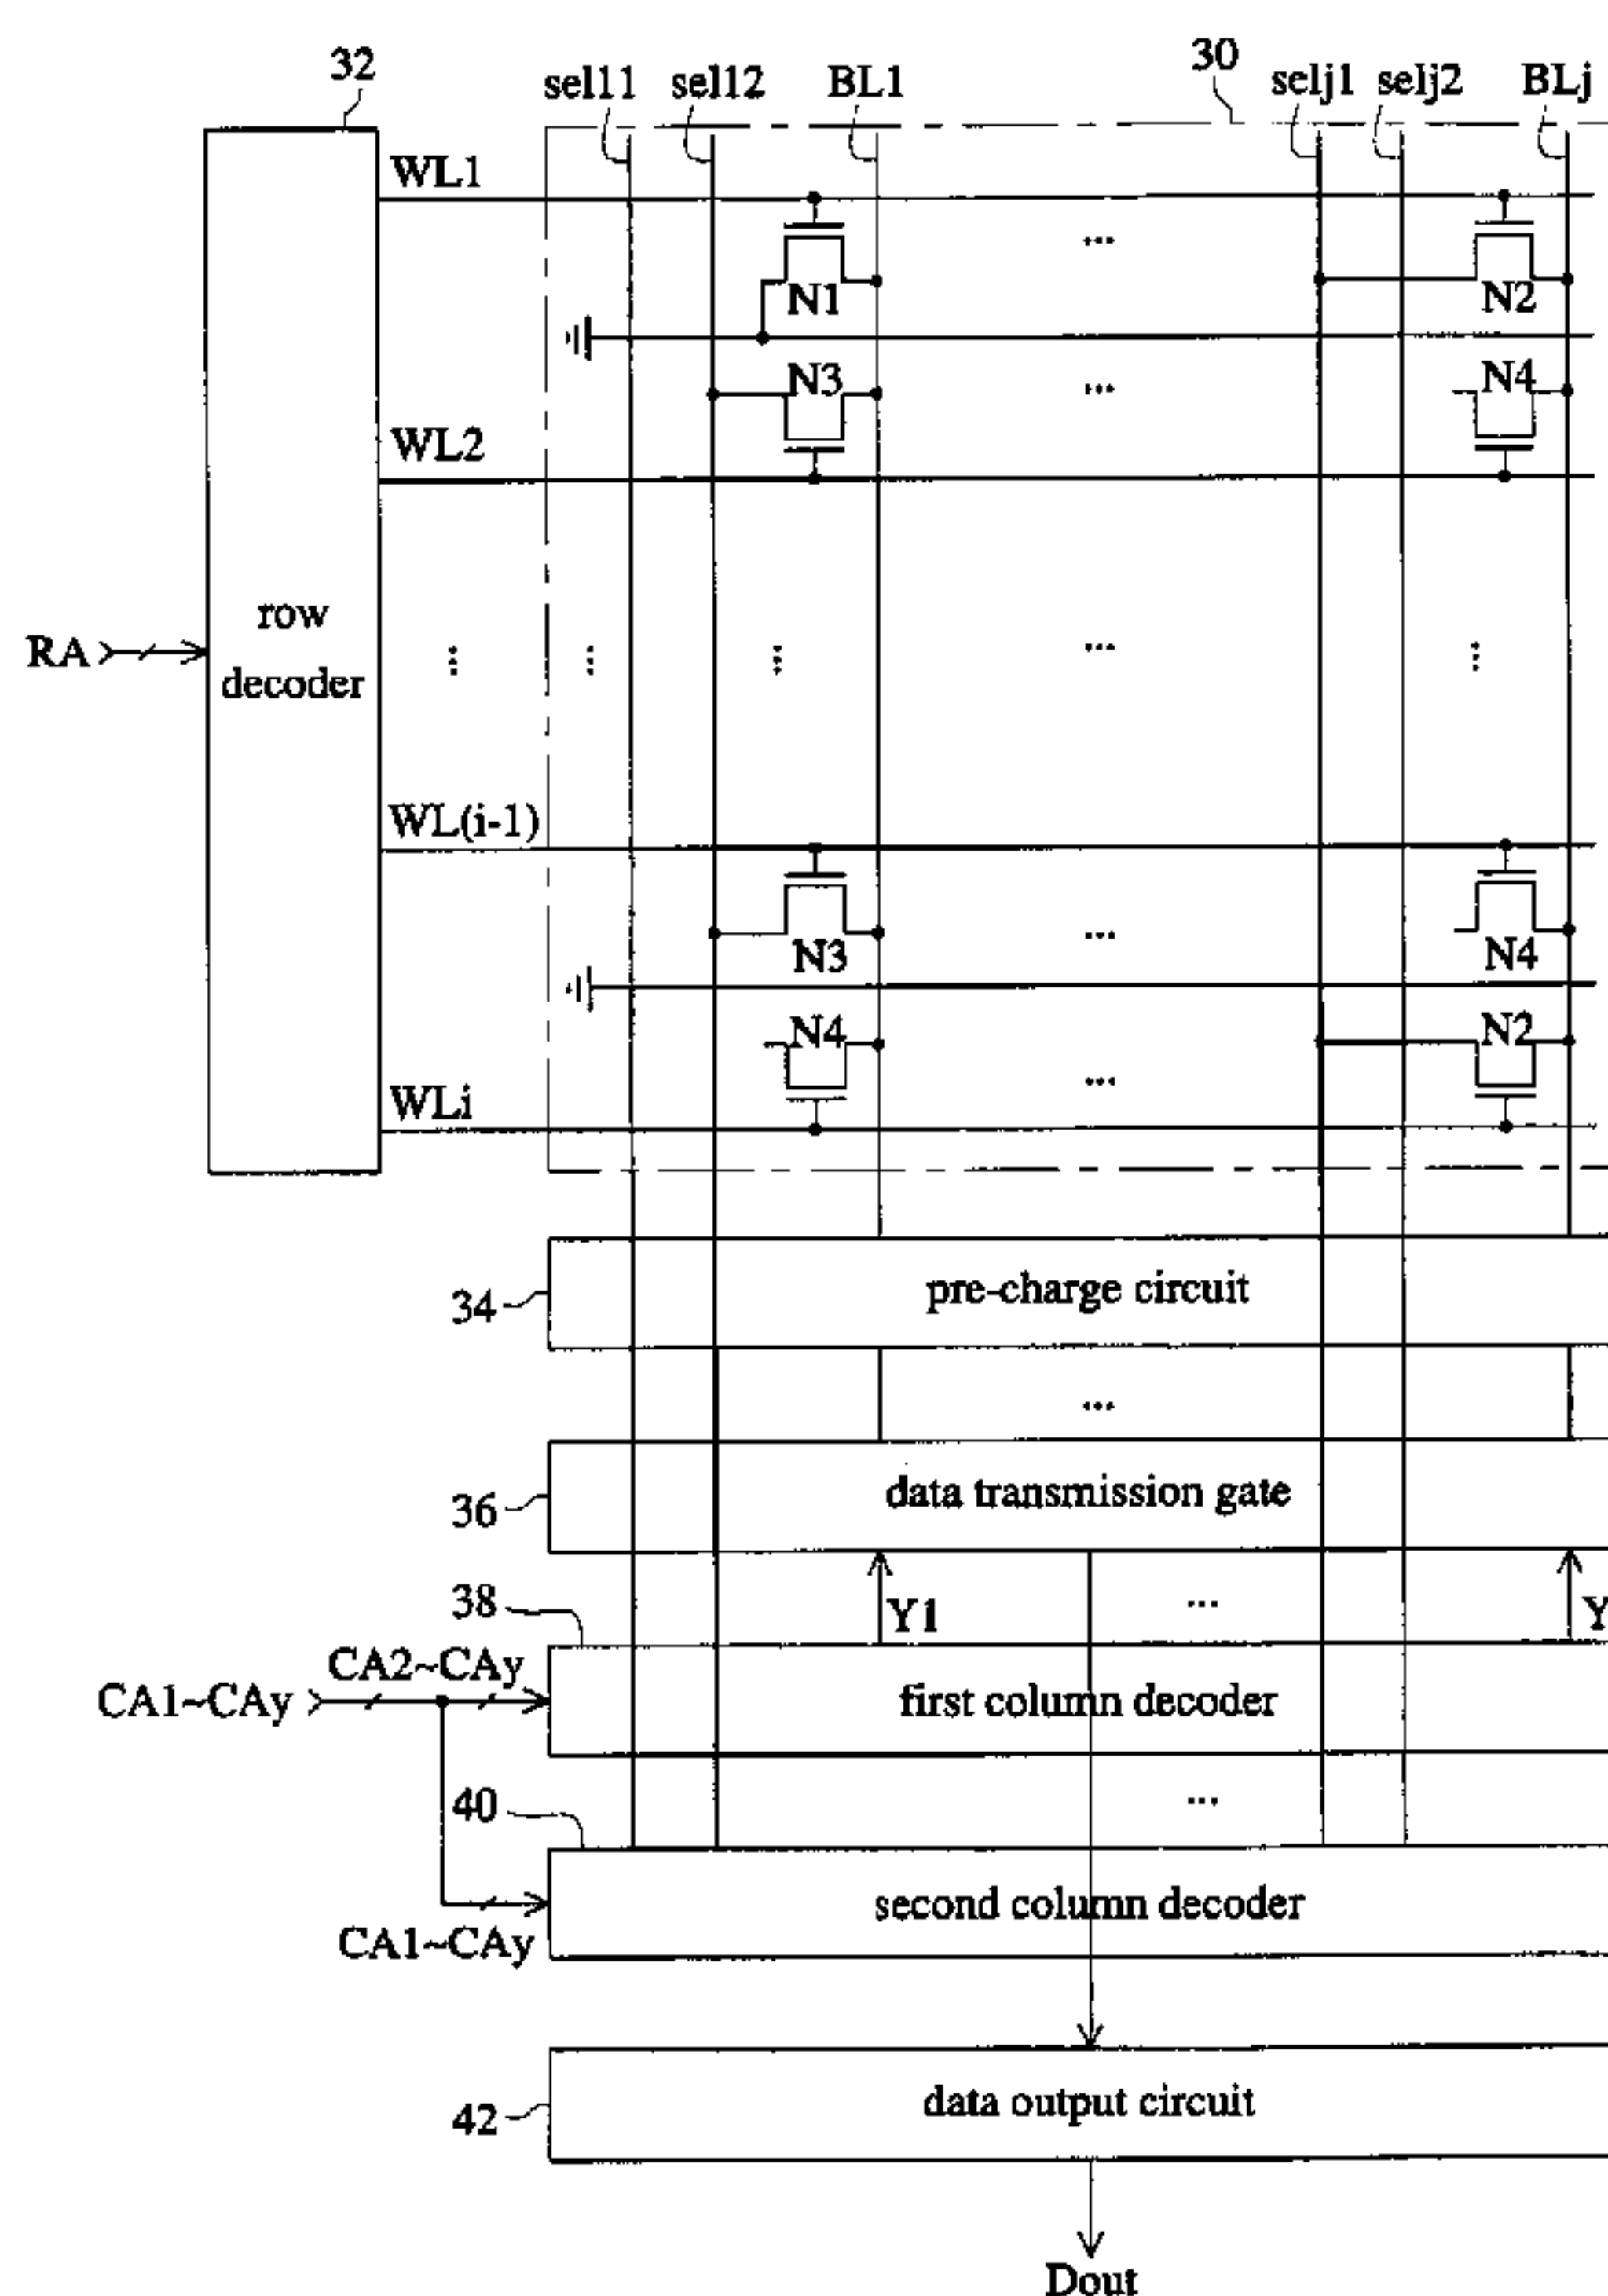 32
30
sel11 sel12 BL1 selj1 selj2 BLj
WL1
N1 N2
N3 N4
WL2
row
decoder
RA
WL(i-1)
N3 N4
N4 N2
WLi
pre-charge circuit
34
data transmission gate
36
38
Y1 Y
CA2~CAy
CA1~CAy
first column decoder
40
second column decoder
CA1~CAy
data output circuit
42
Dout